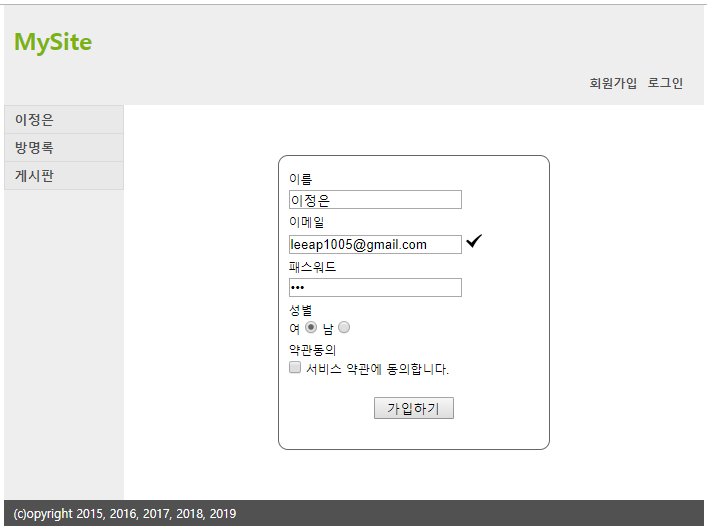 MySite
회원가입 로그인
이정은
방명록
게시판
이름
이정은
이메일
leeap1005@gmail.com
패스워드
•••
성별
여 남
약관동의
서비스 약관에 동의합니다.
가입하기
(c)opyright 2015, 2016, 2017, 2018, 2019